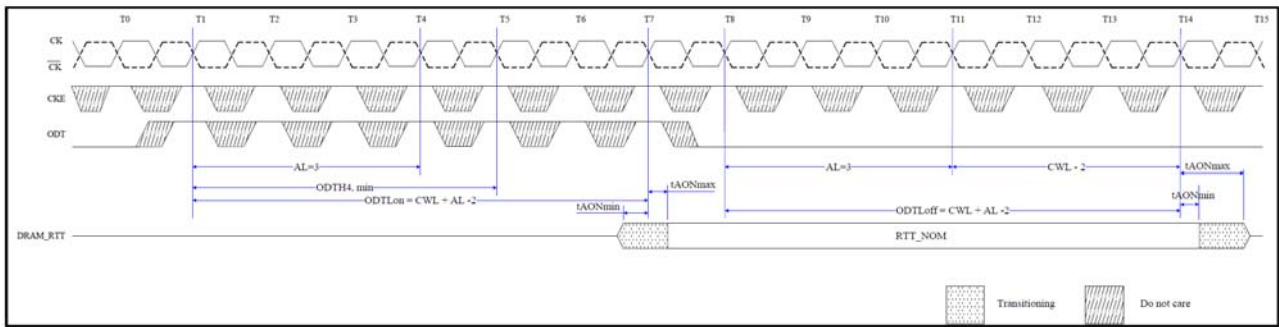 T0 T1 T2 T3 T4 T5 T6 T7 T8 T9 T10 T11 T12 T13 T14 T15
CK
CK
CKE
ODT
AL=3
AL=3
CWL - 2
tAONmax
ODTH4, min
tAONmax
ODTLon = CWL + AL -2
tAONmin
ODTLoff = CWL + AL -2
tAONmin
DRAM_RTT
RTT_NOM
Transitioning
Do not care